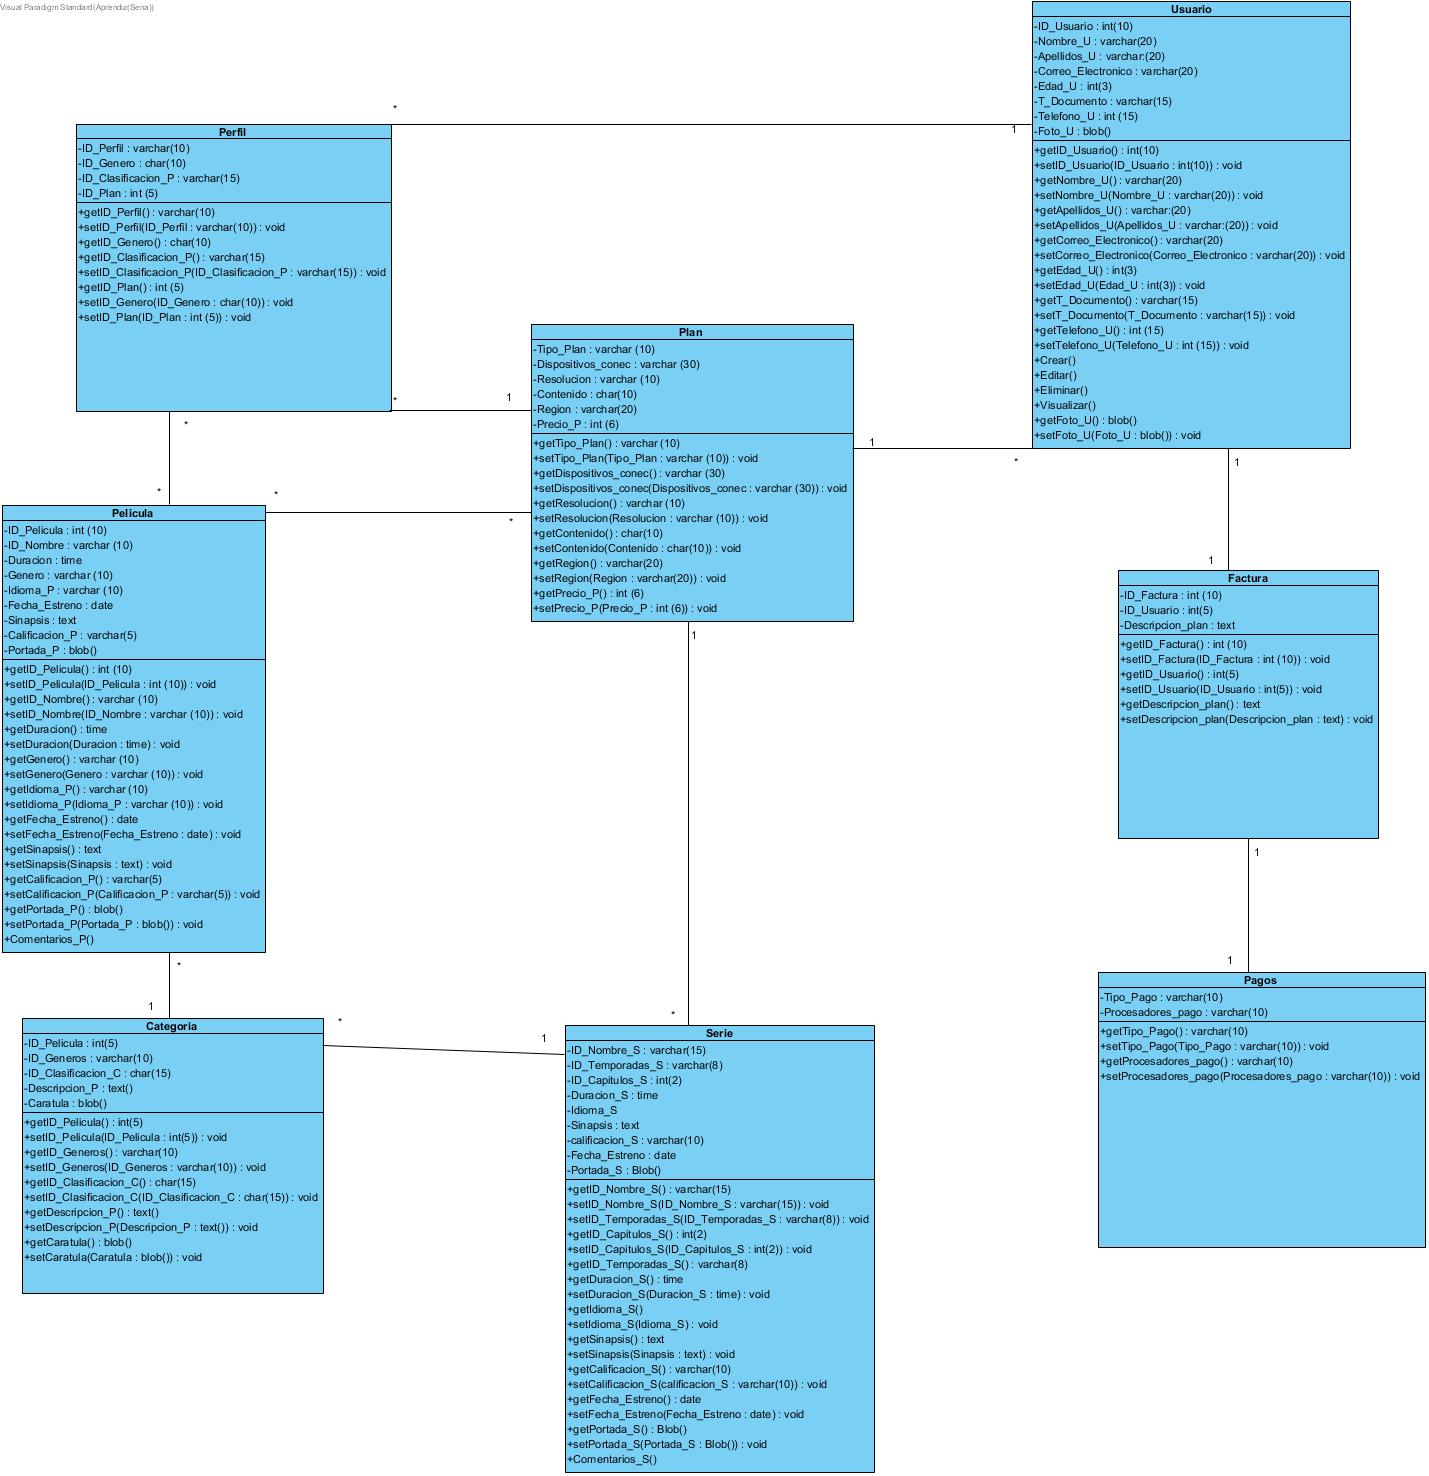 Visual Paradigm Standard(Aprendiz(Sena))
Usuario
-ID_Usuario : int(10)
-Nombre_U : varchar(20)
-Apellidos_U : varchar:(20)
-Correo_Electronico : varchar(20)
-Edad_U : int(3)
-T_Documento : varchar(15)
-Telefono_U : int (15)
-Foto_U : blob()
+getID_Usuario() : int(10)
+setID_Usuario(ID_Usuario : int(10)) : void
+getNombre_U() : varchar(20)
+setNombre_U(Nombre_U : varchar(20)) : void
+getApellidos_U() : varchar:(20)
+setApellidos_U(Apellidos_U : varchar:(20)) : void
+getCorreo_Electronico() : varchar(20)
+setCorreo_Electronico(Correo_Electronico : varchar(20)) : void
+getEdad_U() : int(3)
+setEdad_U(Edad_U : int(3)) : void
+getT_Documento() : varchar(15)
+setT_Documento(T_Documento : varchar(15)) : void
+getTelefono_U() : int (15)
+setTelefono_U(Telefono_U : int (15)) : void
+Crear()
+Editar()
+Eliminar()
+Visualizar()
+getFoto_U() : blob()
+setFoto_U(Foto_U : blob()) : void
*
1
Perfil
-ID_Perfil : varchar(10)
-ID_Genero : char(10)
-ID_Clasificacion_P : varchar(15)
-ID_Plan : int (5)
+getID_Perfil() : varchar(10)
+setID_Perfil(ID_Perfil : varchar(10)) : void
+getID_Genero() : char(10)
+getID_Clasificacion_P() : varchar(15)
+setID_Clasificacion_P(ID_Clasificacion_P : varchar(15)) : void
+getID_Plan() : int (5)
+setID_Genero(ID_Genero : char(10)) : void
+setID_Plan(ID_Plan : int (5)) : void
*
1
Plan
-Tipo_Plan : varchar (10)
-Dispositivos_conec : varchar (30)
-Resolucion : varchar (10)
-Contenido : char(10)
-Region : varchar(20)
-Precio_P : int (6)
+getTipo_Plan() : varchar (10)
+setTipo_Plan(Tipo_Plan : varchar (10)) : void
+getDispositivos_conec() : varchar (30)
+setDispositivos_conec(Dispositivos_conec : varchar (30)) : void
+getResolucion() : varchar (10)
+setResolucion(Resolucion : varchar (10)) : void
+getContenido() : char(10)
+setContenido(Contenido : char(10)) : void
+getRegion() : varchar(20)
+setRegion(Region : varchar(20)) : void
+getPrecio_P() : int (6)
+setPrecio_P(Precio_P : int (6)) : void
1
*
*
*
*
*
1
1
Pelicula
-ID_Pelicula : int (10)
-ID_Nombre : varchar (10)
-Duracion : time
-Genero : varchar (10)
-Idioma_P : varchar (10)
-Fecha_Estreno : date
-Sinapsis : text
-Calificacion_P : varchar(5)
-Portada_P : blob()
+getID_Pelicula() : int (10)
+setID_Pelicula(ID_Pelicula : int (10)) : void
+getID_Nombre() : varchar (10)
+setID_Nombre(ID_Nombre : varchar (10)) : void
+getDuracion() : time
+setDuracion(Duracion : time) : void
+getGenero() : varchar (10)
+setGenero(Genero : varchar (10)) : void
+getIdioma_P() : varchar (10)
+setIdioma_P(Idioma_P : varchar (10)) : void
+getFecha_Estreno() : date
+setFecha_Estreno(Fecha_Estreno : date) : void
+getSinapsis() : text
+setSinapsis(Sinapsis : text) : void
+getCalificacion_P() : varchar(5)
+setCalificacion_P(Calificacion_P : varchar(5)) : void
+getPortada_P() : blob()
+setPortada_P(Portada_P : blob()) : void
+Comentarios_P()
Factura
-ID_Factura : int (10)
-ID_Usuario : int(5)
-Descripcion_plan : text
+getID_Factura() : int (10)
+setID_Factura(ID_Factura : int (10)) : void
+getID_Usuario() : int(5)
+setID_Usuario(ID_Usuario : int(5)) : void
+getDescripcion_plan() : text
+setDescripcion_plan(Descripcion_plan : text) : void
1
1
1
*
Pagos
-Tipo_Pago : varchar(10)
-Procesadores_pago : varchar(10)
+getTipo_Pago() : varchar(10)
+setTipo_Pago(Tipo_Pago : varchar(10)) : void
+getProcesadores_pago() : varchar(10)
+setProcesadores_pago(Procesadores_pago : varchar(10)) : void
*
1
Categoria
-ID_Pelicula : int(5)
-ID_Generos : varchar(10)
-ID_Clasificacion_C : char(15)
-Descripcion_P : text()
-Caratula : blob()
+getID_Pelicula() : int(5)
+setID_Pelicula(ID_Pelicula : int(5)) : void
+getID_Generos() : varchar(10)
+setID_Generos(ID_Generos : varchar(10)) : void
+getID_Clasificacion_C() : char(15)
+setID_Clasificacion_C(ID_Clasificacion_C : char(15)) : void
+getDescripcion_P() : text()
+setDescripcion_P(Descripcion_P : text()) : void
+getCaratula() : blob()
+setCaratula(Caratula : blob()) : void
*
1
Serie
-ID_Nombre_S : varchar(15)
-ID_Temporadas_S : varchar(8)
-ID_Capitulos_S : int(2)
-Duracion_S : time
-Idioma_S
-Sinapsis : text
-calificacion_S : varchar(10)
-Fecha_Estreno : date
-Portada_S : Blob()
+getID_Nombre_S() : varchar(15)
+setID_Nombre_S(ID_Nombre_S : varchar(15)) : void
+setID_Temporadas_S(ID_Temporadas_S : varchar(8)) : void
+getID_Capitulos_S() : int(2)
+setID_Capitulos_S(ID_Capitulos_S : int(2)) : void
+getID_Temporadas_S() : varchar(8)
+getDuracion_S() : time
+setDuracion_S(Duracion_S : time) : void
+getIdioma_S()
+setIdioma_S(Idioma_S) : void
+getSinapsis() : text
+setSinapsis(Sinapsis : text) : void
+getCalificacion_S() : varchar(10)
+setCalificacion_S(calificacion_S : varchar(10)) : void
+getFecha_Estreno() : date
+setFecha_Estreno(Fecha_Estreno : date) : void
+getPortada_S() : Blob()
+setPortada_S(Portada_S : Blob()) : void
+Comentarios_S()